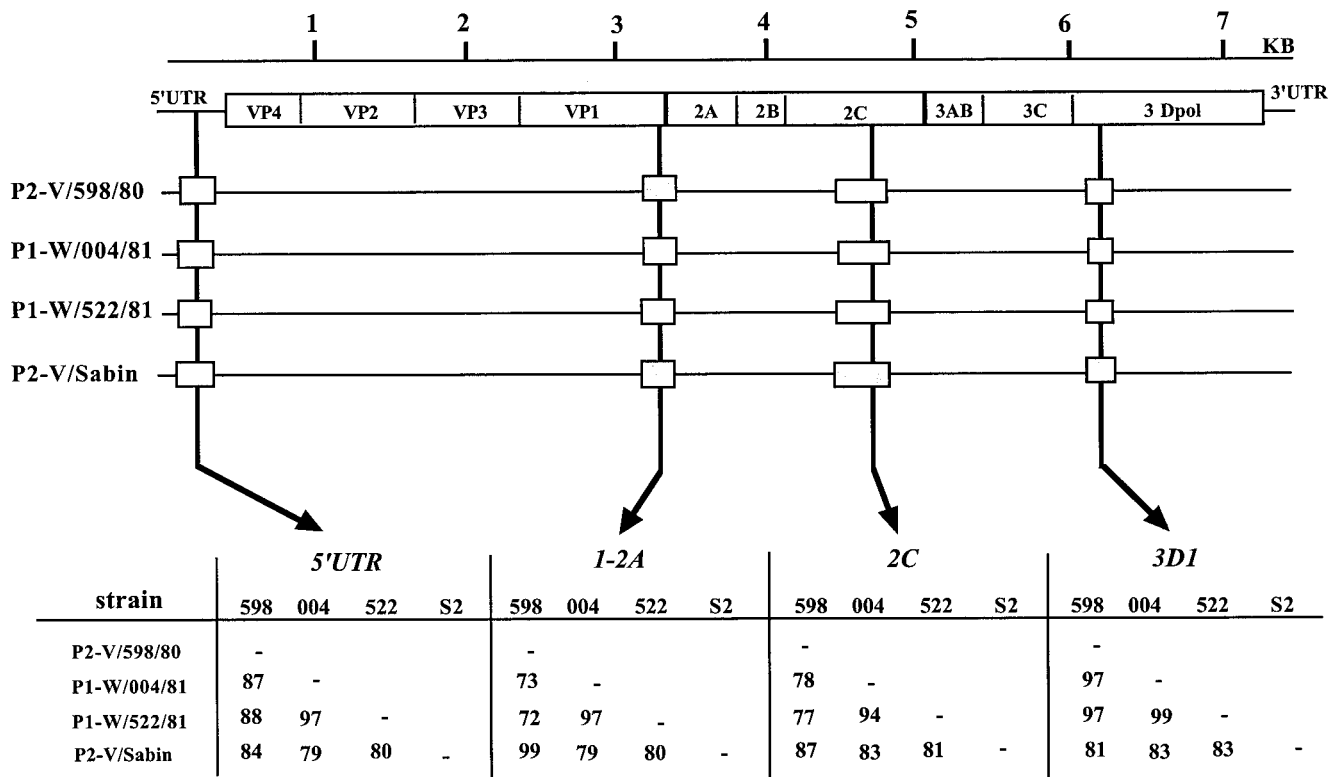 1 2 3 4 5 6 7 KB
5'UTR VP4 VP2 VP3 VP1 2A 2B 2C 3AB 3C 3 Dpol 3'UTR
P2-V/598/80
P1-W/004/81
P1-W/522/81
P2-V/Sabin
5'UTR 1-2A 2C 3D1
strain 598 004 522 S2 598 004 522 S2 598 004 522 S2 598 004 522 S2
P2-V/598/80 - - - -
P1-W/004/81 87 - 73 - 78 - 97 -
P1-W/522/81 88 97 - 72 97 - 77 94 - 97 99 -
P2-V/Sabin 84 79 80 - 99 79 80 - 87 83 81 - 81 83 83 -